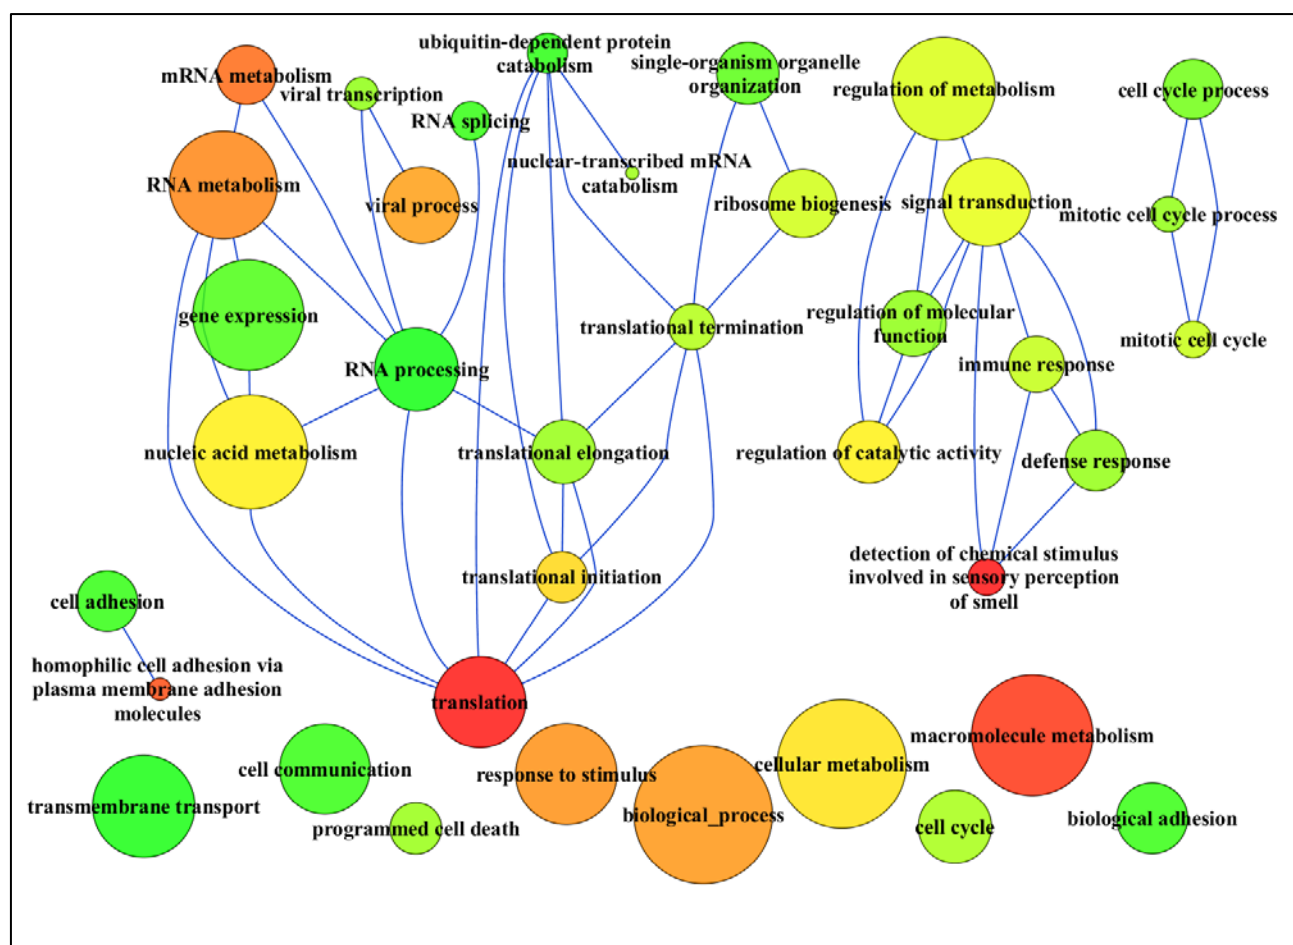 ubiquitin-dependent protein
catabolism
single-organism organelle
organization
mRNA metabolism
viral transcription
RNA splicing
regulation of metabolism
cell cycle process
nuclear-transcribed mRNA
catabolism
RNA metabolism
viral process
ribosome biogenesis
signal transduction
mitotic cell cycle process
gene expression
translational termination
regulation of molecular
function
mitotic cell cycle
RNA processing
immune response
nucleic acid metabolism
translational elongation
regulation of catalytic activity
defense response
translational initiation
detection of chemical stimulus
involved in sensory perception
of smell
cell adhesion
homophilic cell adhesion via
plasma membrane adhesion
molecules
translation
macromolecule metabolism
cell communication
response to stimulus
cellular metabolism
transmembrane transport
programmed cell death
biological_process
cell cycle
biological adhesion